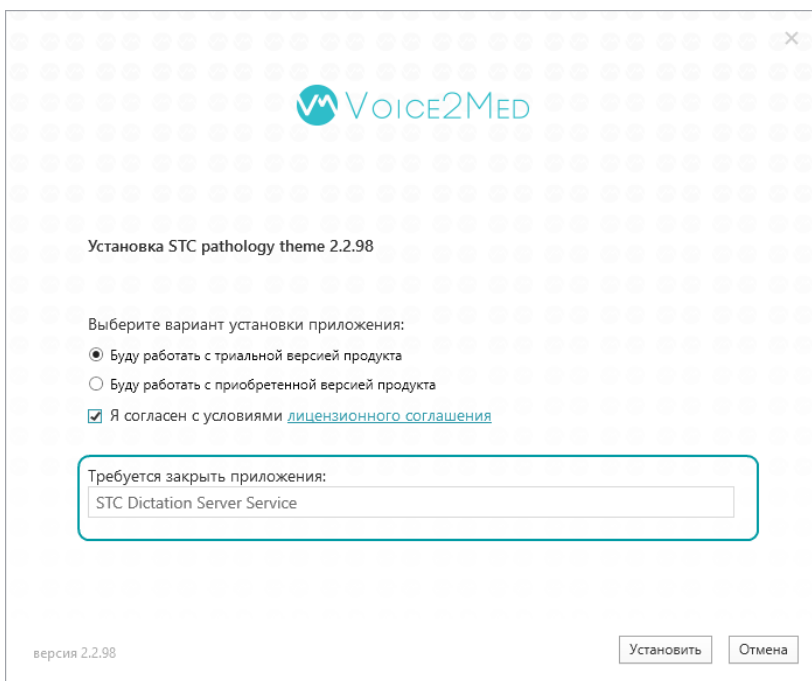 VOICE2MED
Установка STC pathology theme 2.2.98
Выберите вариант установки приложения:
Буду работать с триальной версией продукта
Буду работать с приобретенной версией продукта
Я согласен с условиями лицензионного соглашения
Требуется закрыть приложения:
STC Dictation Server Service
версия 2.2.98
Установить
Отмена